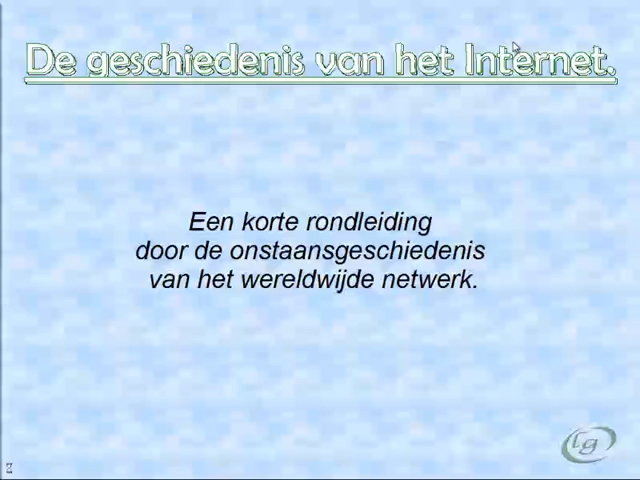 De geschiedenis van het Internet.
Een korte rondleiding
door de onstaansgeschiedenis
van het wereldwijde netwerk.
lg